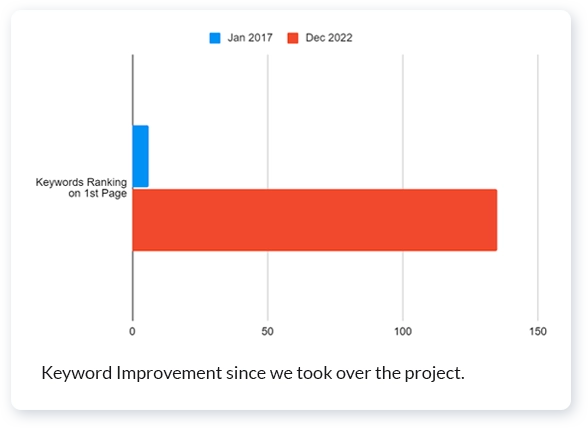 Jan 2017 Dec 2022
Keywords Ranking
on 1st Page
0 50 100 150
Keyword Improvement since we took over the project.